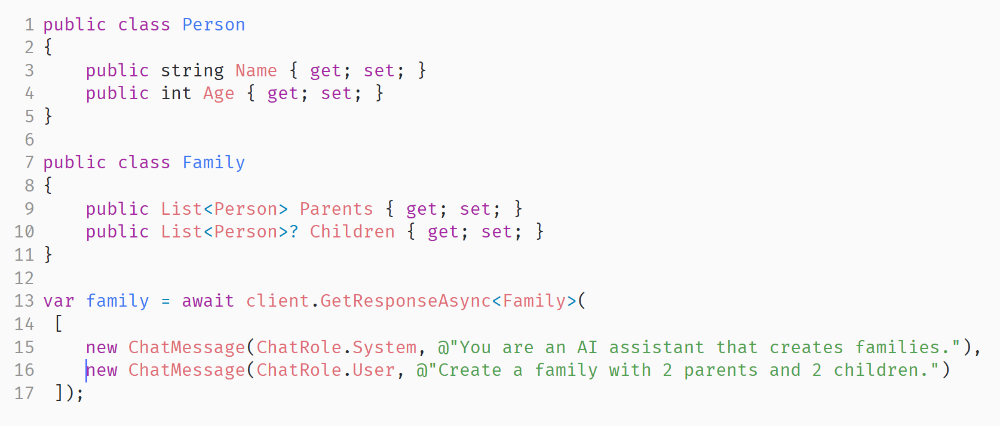 1 public class Person
2 {
3     public string Name { get; set; }
4     public int Age { get; set; }
5 }
6
7 public class Family
8 {
9     public List<Person> Parents { get; set; }
10     public List<Person>? Children { get; set; }
11 }
12
13 var family = await client.GetResponseAsync<Family>(
14  [
15     new ChatMessage(ChatRole.System, @"You are an AI assistant that creates families."),
16     new ChatMessage(ChatRole.User, @"Create a family with 2 parents and 2 children.")
17  ]);